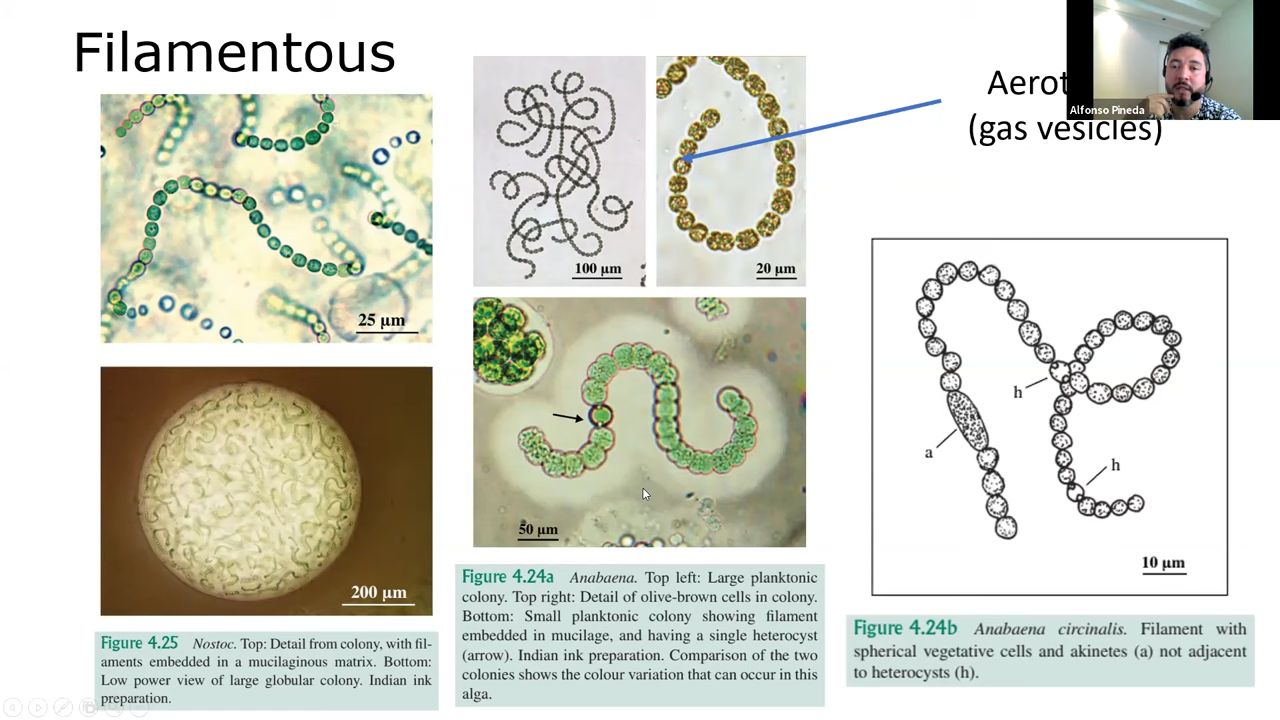 Filamentous
25 µm
200 µm
Figure 4.25 Nostoc. Top: Detail from colony, with fil-
aments embedded in a mucilaginous matrix. Bottom:
Low power view of large globular colony. Indian ink
preparation.
100 µm
20 µm
50 µm
Figure 4.24a Anabaena. Top left: Large planktonic
colony. Top right: Detail of olive-brown cells in colony.
Bottom: Small planktonic colony showing filament
embedded in mucilage, and having a single heterocyst
(arrow). Indian ink preparation. Comparison of the two
colonies shows the colour variation that can occur in this
alga.
(gas vesicles)
Alfonso Pineda
h
a
h
10 µm
Figure 4.24b Anabaena circinalis. Filament with
spherical vegetative cells and akinetes (a) not adjacent
to heterocysts (h).